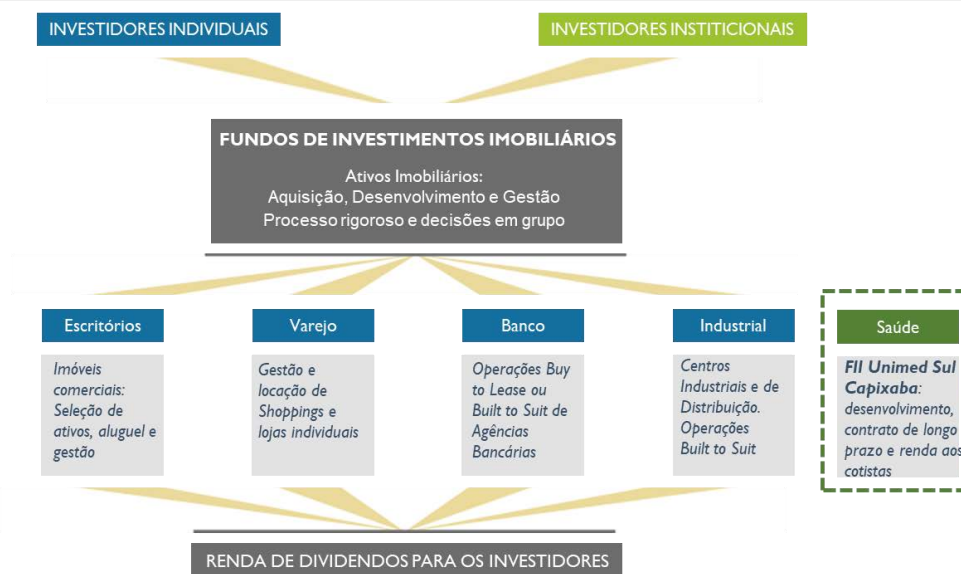 INVESTIDORES INDIVIDUAIS
INVESTIDORES INSTITICIONAIS
FUNDOS DE INVESTIMENTOS IMOBILIÁRIOS
Ativos Imobiliários:
Aquisição, Desenvolvimento e Gestão
Processo rigoroso e decisões em grupo
Escritórios
Imóveis
comerciais:
Seleção de
ativos, aluguel e
gestão
Varejo
Gestão e
locação de
Shoppings e
lojas individuais
Banco
Operações Buy
to Lease ou
Built to Suit de
Agências
Bancárias
Industrial
Centros
Industriais e de
Distribuição.
Operações
Built to Suit
Saúde
FII Unimed Sul
Capixaba:
desenvolvimento,
contrato de longo
prazo e renda aos
cotistas
RENDA DE DIVIDENDOS PARA OS INVESTIDORES